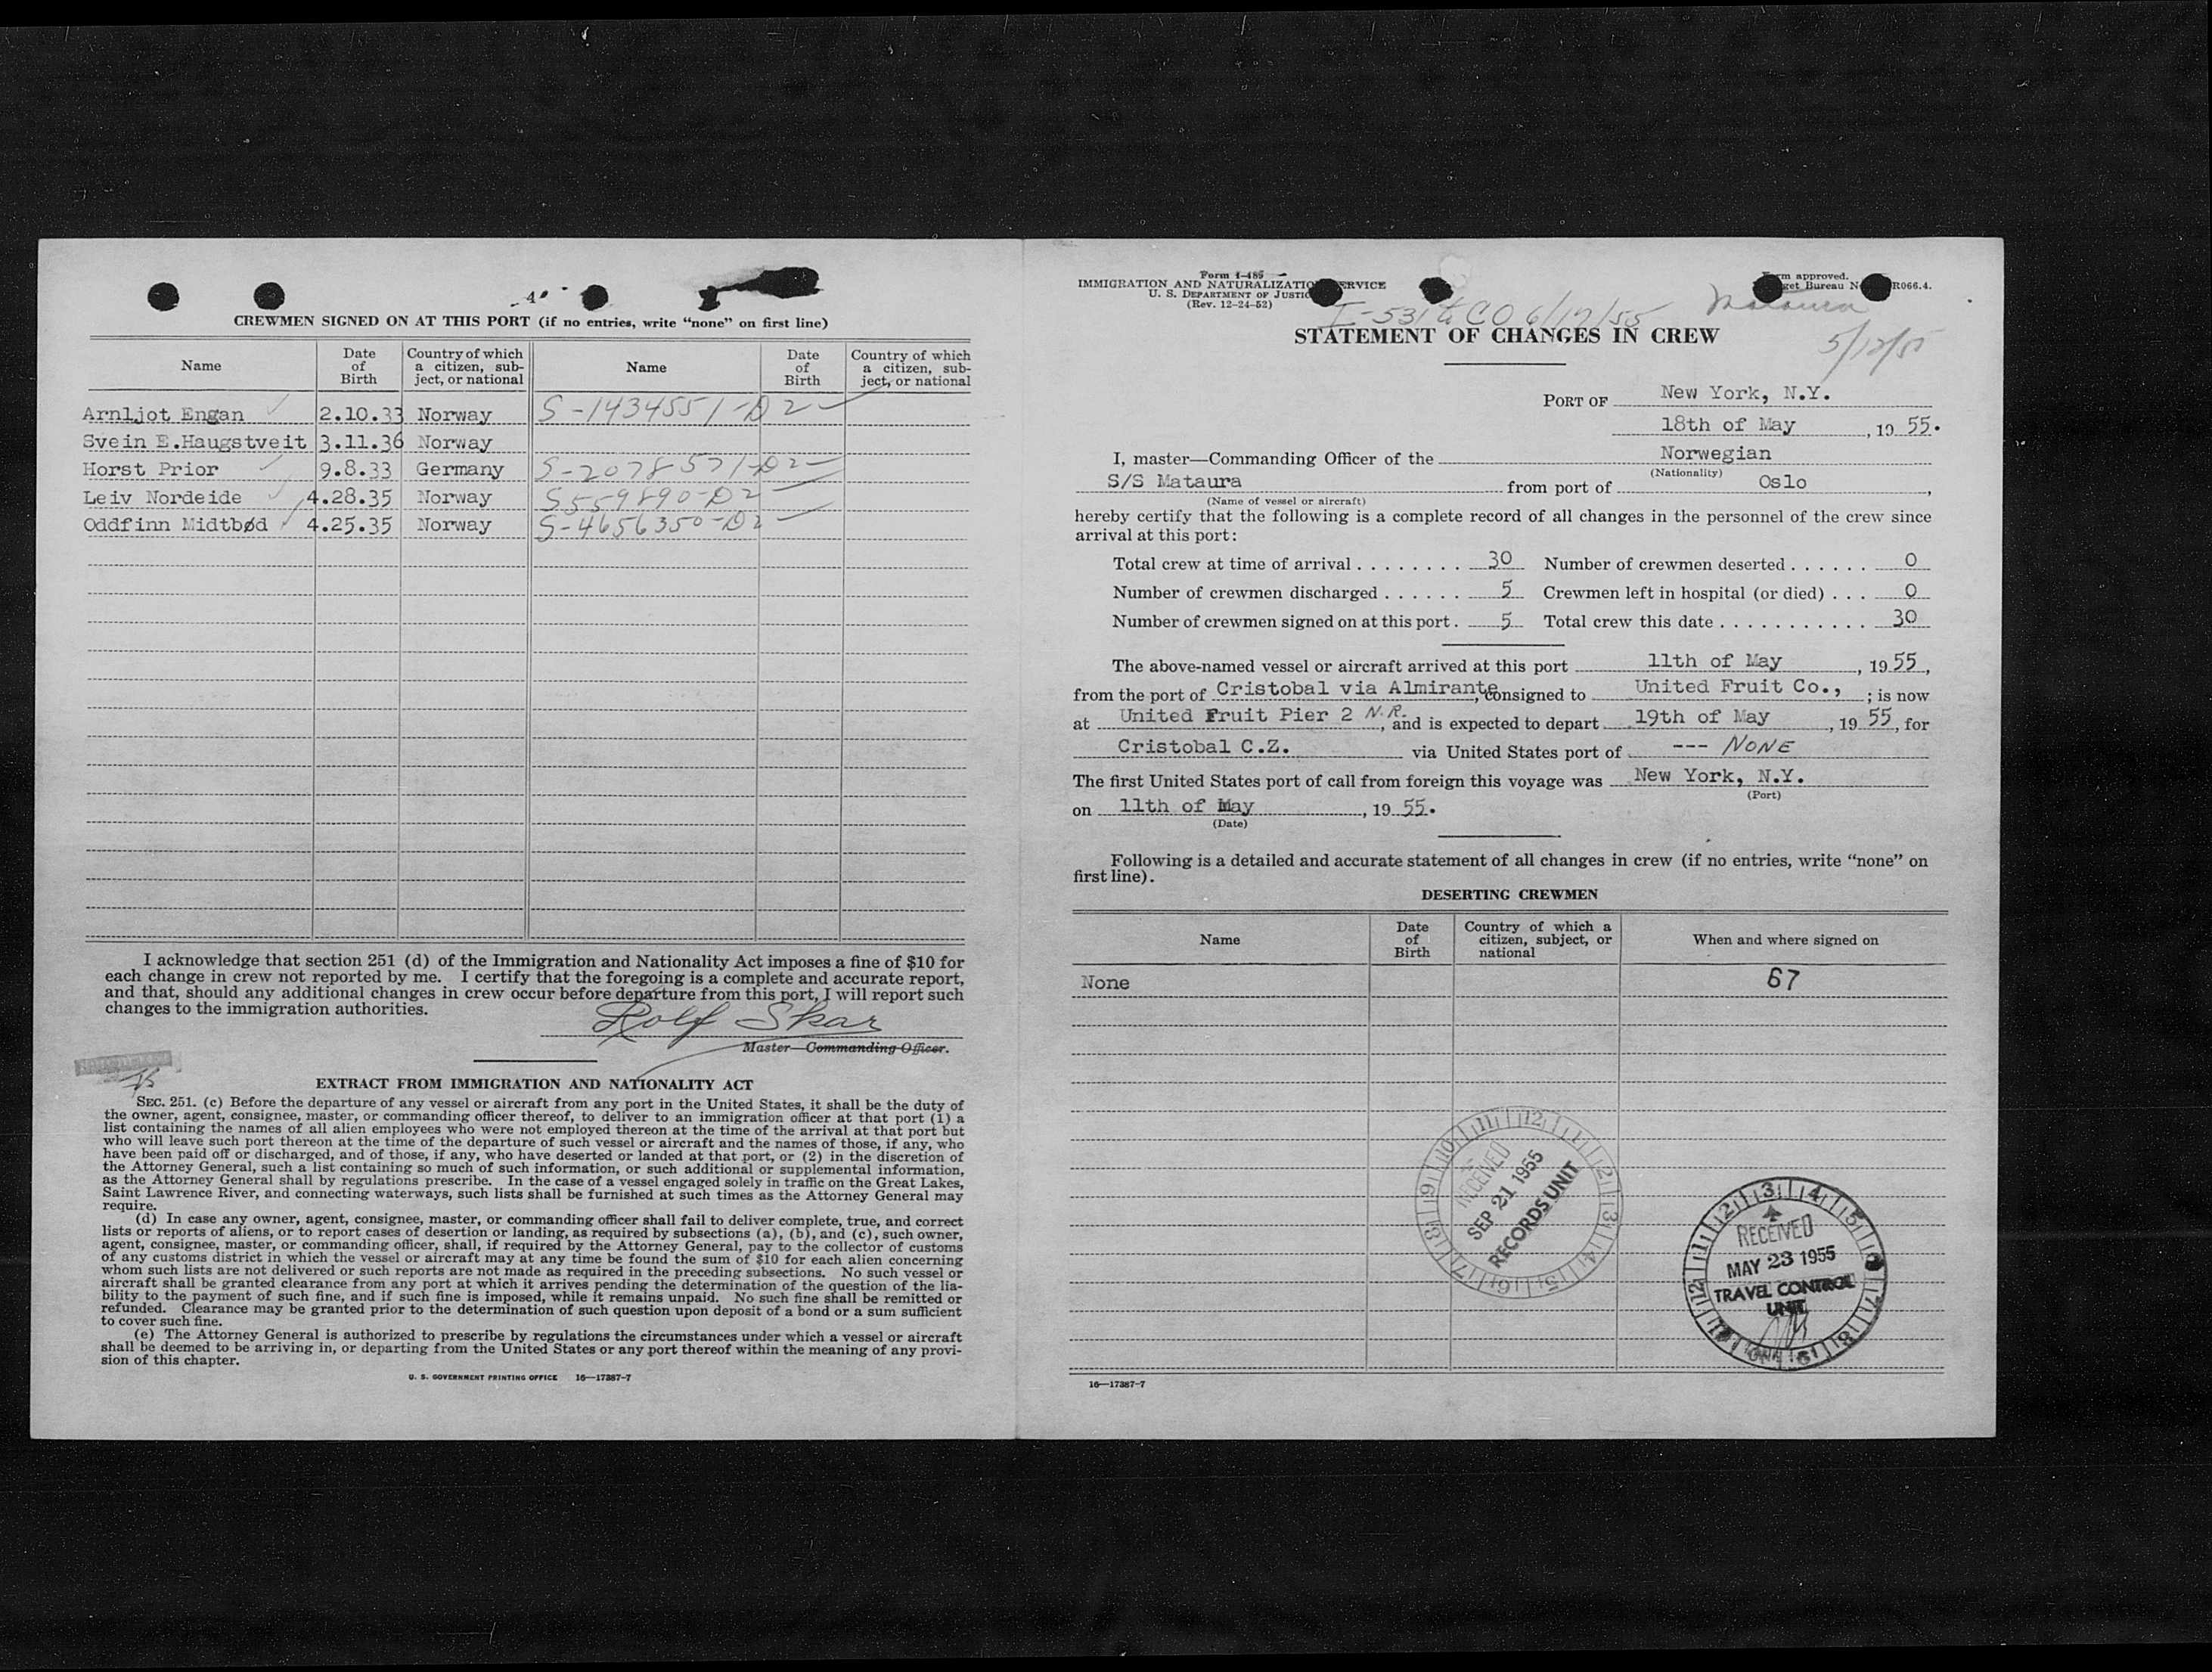 4
CREWMEN SIGNED ON AT THIS PORT (if no entries, write "none" on first line)
Name Date of Birth Country of which a citizen, subject, or national Name Date of Birth Country of which a citizen, subject, or national
Arnljot Engan 2.10.33 Norway S-1434551-D2
Svein E.Haugstveit 3.11.36 Norway
Horst Prior 9.8.33 Germany S-2078571-D2
Leiv Nordeide 4.28.35 Norway S559890-D2
Oddfinn Midtbød 4.25.35 Norway S-4656350-D2
I acknowledge that section 251 (d) of the Immigration and Nationality Act imposes a fine of $10 for
each change in crew not reported by me. I certify that the foregoing is a complete and accurate report,
and that, should any additional changes in crew occur before departure from this port, I will report such
changes to the immigration authorities.
Rolf Skar
Master—Commanding Officer.
EXTRACT FROM IMMIGRATION AND NATIONALITY ACT
SEC. 251. (c) Before the departure of any vessel or aircraft from any port in the United States, it shall be the duty of
the owner, agent, consignee, master, or commanding officer thereof, to deliver to an immigration officer at that port (1) a
list containing the names of all alien employees who were not employed thereon at the time of the arrival at that port but
who will leave such port thereon at the time of the departure of such vessel or aircraft and the names of those, if any, who
have been paid off or discharged, and of those, if any, who have deserted or landed at that port, or (2) in the discretion of
the Attorney General, such a list containing so much of such information, or such additional or supplemental information,
as the Attorney General shall by regulations prescribe. In the case of a vessel engaged solely in traffic on the Great Lakes,
Saint Lawrence River, and connecting waterways, such lists shall be furnished at such times as the Attorney General may
require.
(d) In case any owner, agent, consignee, master, or commanding officer shall fail to deliver complete, true, and correct
lists or reports of aliens, or to report cases of desertion or landing, as required by subsections (a), (b), and (c), such owner,
agent, consignee, master, or commanding officer, shall, if required by the Attorney General, pay to the collector of customs
of any customs district in which the vessel or aircraft may at any time be found the sum of $10 for each alien concerning
whom such lists are not delivered or such reports are not made as required in the preceding subsections. No such vessel or
aircraft shall be granted clearance from any port at which it arrives pending the determination of the question of the lia-
bility to the payment of such fine, and if such fine is imposed, while it remains unpaid. No such fine shall be remitted or
refunded. Clearance may be granted prior to the determination of such question upon deposit of a bond or a sum sufficient
to cover such fine.
(e) The Attorney General is authorized to prescribe by regulations the circumstances under which a vessel or aircraft
shall be deemed to be arriving in, or departing from the United States or any port thereof within the meaning of any provi-
sion of this chapter.
U. S. GOVERNMENT PRINTING OFFICE 16—17387-7
Form I-489
IMMIGRATION AND NATURALIZATION SERVICE
U. S. DEPARTMENT OF JUSTICE
(Rev. 12-24-52)
Form approved.
Budget Bureau No. R066.4.
I-531 to CO 6/17/55
Mataura
STATEMENT OF CHANGES IN CREW
PORT OF New York, N.Y.
18th of May, 19 55.
I, master—Commanding Officer of the Norwegian
(Nationality)
S/S Mataura from port of Oslo,
(Name of vessel or aircraft)
hereby certify that the following is a complete record of all changes in the personnel of the crew since
arrival at this port:
Total crew at time of arrival . . . . . . . . 30 Number of crewmen deserted . . . . . . 0
Number of crewmen discharged . . . . . . 5 Crewmen left in hospital (or died) . . . 0
Number of crewmen signed on at this port . 5 Total crew this date . . . . . . . . . . . 30
The above-named vessel or aircraft arrived at this port 11th of May, 19 55,
from the port of Cristobal via Almirante, consigned to United Fruit Co., ; is now
at United Fruit Pier 2 N.R., and is expected to depart 19th of May, 19 55, for
Cristobal C.Z. via United States port of --- NONE
The first United States port of call from foreign this voyage was New York, N.Y.
(Port)
on 11th of May, 19 55.
(Date)
Following is a detailed and accurate statement of all changes in crew (if no entries, write "none" on
first line).
DESERTING CREWMEN
Name Date of Birth Country of which a citizen, subject, or national When and where signed on
None 67
RECEIVED
SEP 21 1955
RECORDS UNIT
RECEIVED
MAY 23 1955
TRAVEL CONTROL
UNIT
16—17387-7